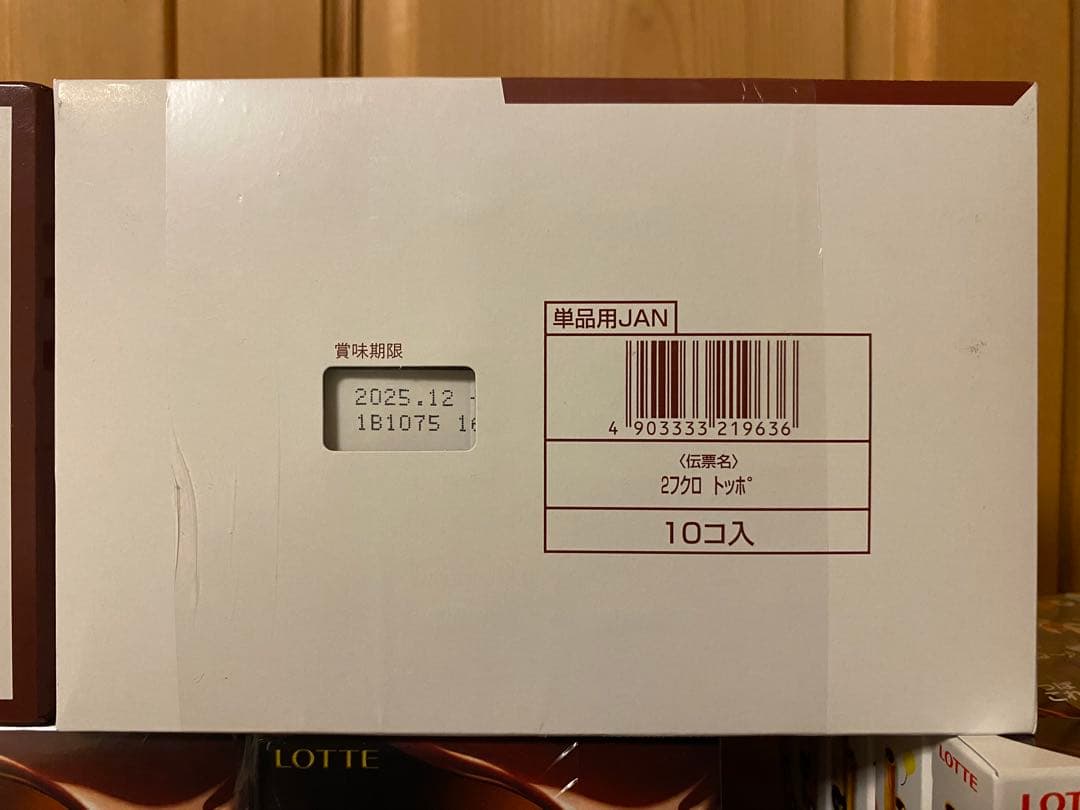 単品用JAN
賞味期限
2025.12
1B1075 1
4 903333 219636
〈伝票名〉
2フクロ トッポ
10コ入
LOTTE
LOTTE